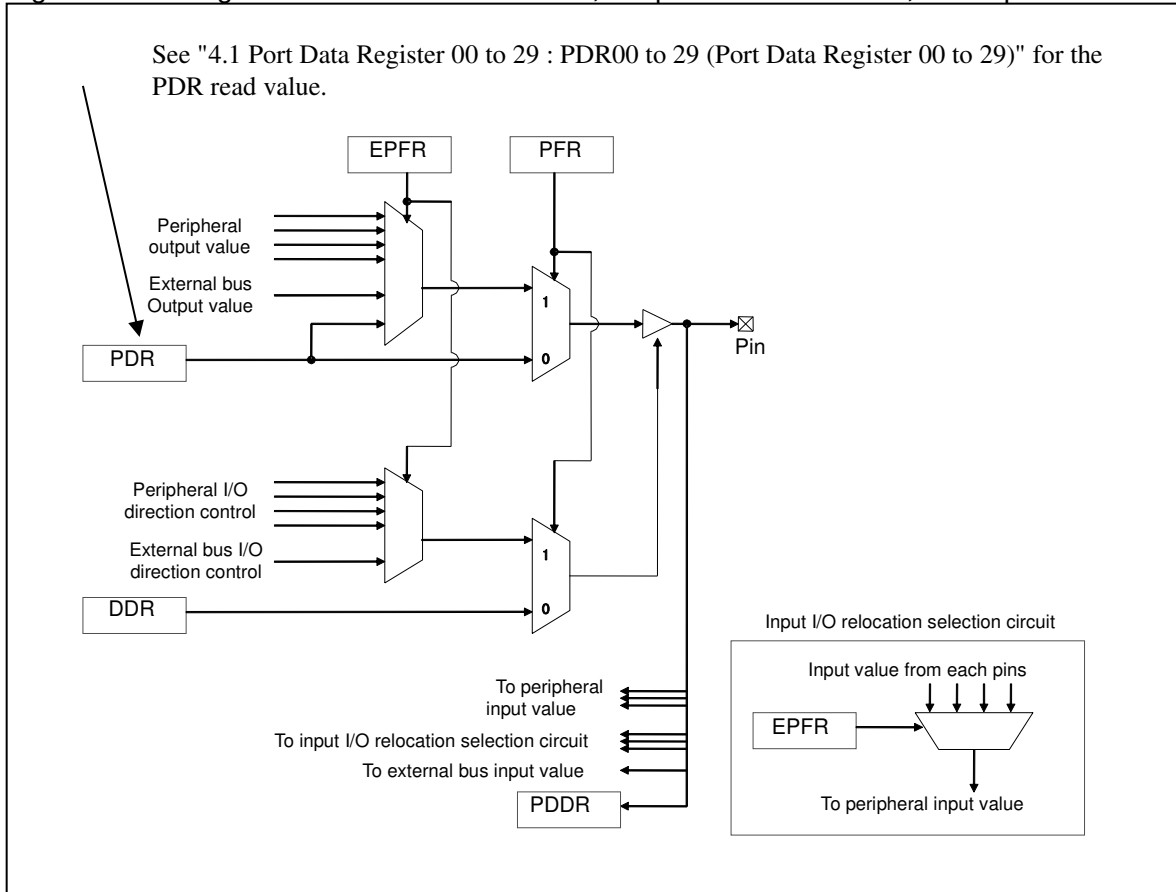 See "4.1 Port Data Register 00 to 29 : PDR00 to 29 (Port Data Register 00 to 29)" for the
PDR read value.
EPFR
PFR
Peripheral
output value
External bus
Output value
1
0
PDR
Pin
Peripheral I/O
direction control
External bus I/O
direction control
1
0
DDR
To peripheral
input value
To input I/O relocation selection circuit
To external bus input value
PDDR
Input I/O relocation selection circuit
Input value from each pins
EPFR
To peripheral input value